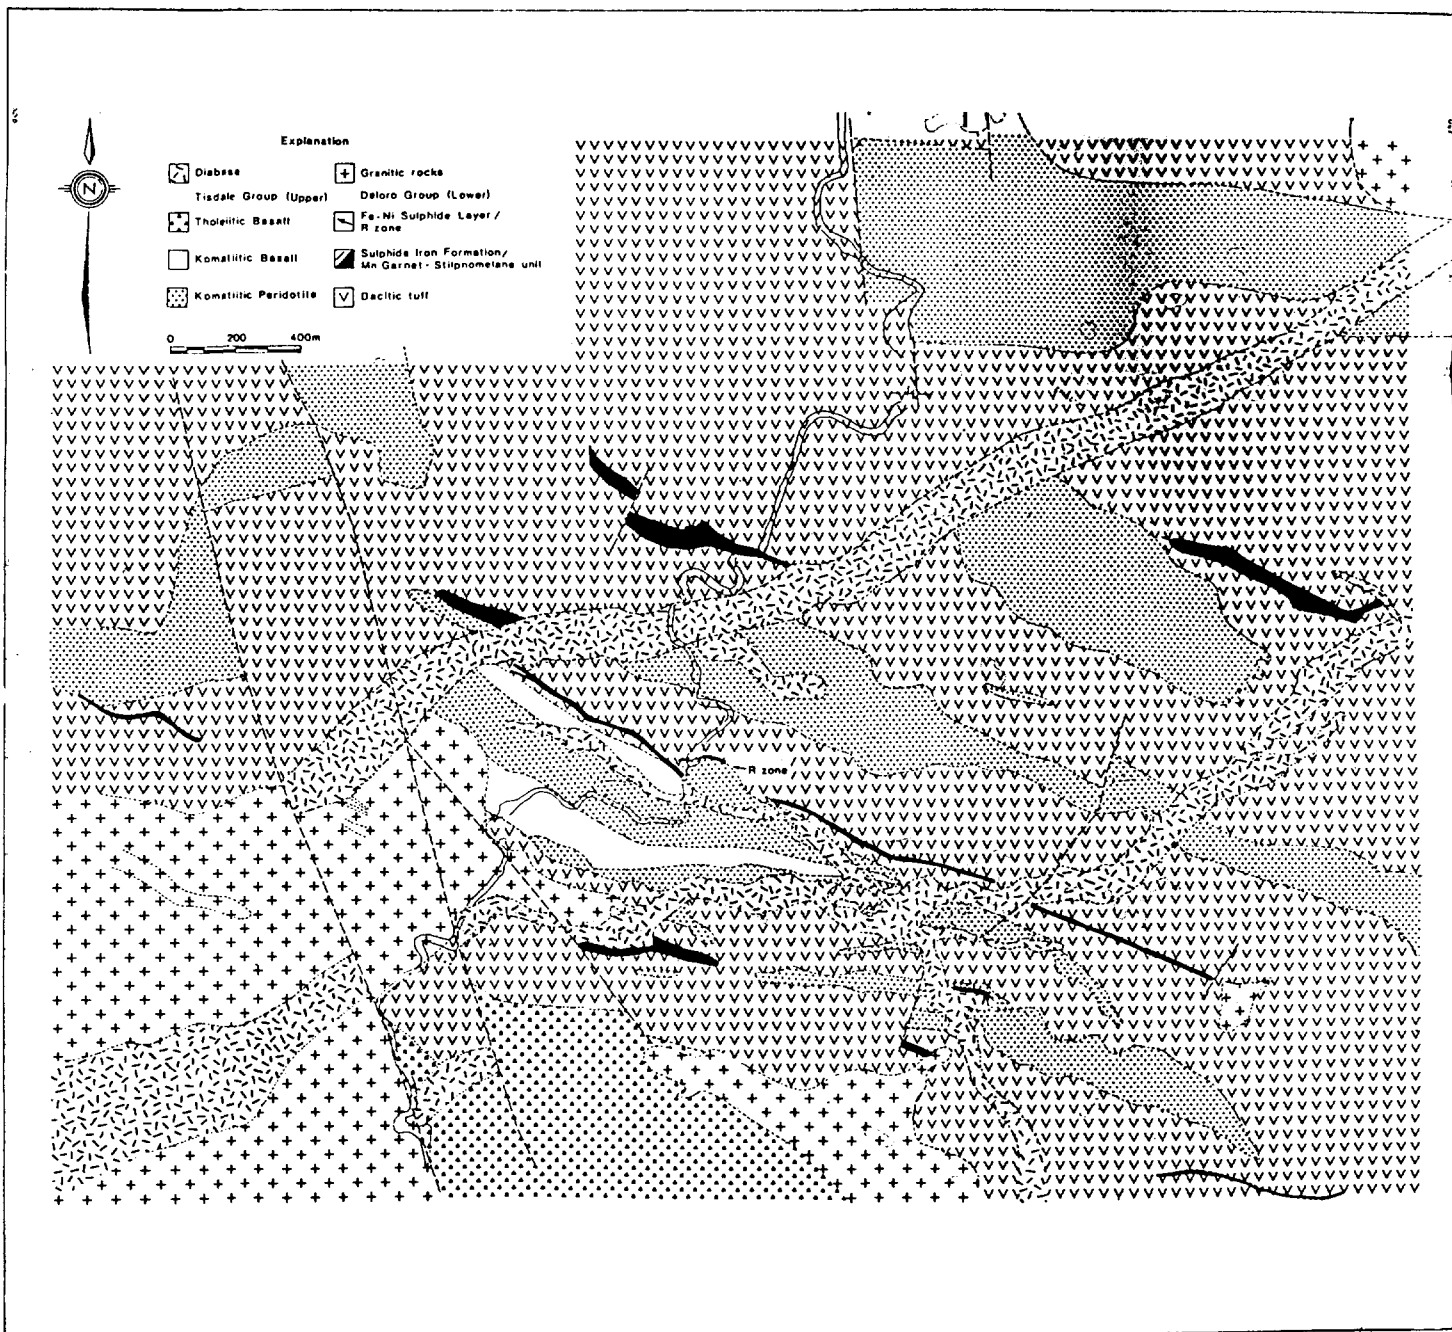 Explanation
Diabase
Granitic rocks
Tisdale Group (Upper)
Deloro Group (Lower)
Tholeiitic Basalt
Fe-Ni Sulphide Layer /
R zone
Komatiitic Basalt
Sulphide Iron Formation/
Mn Garnet - Stilpnomelane unit
Komatiitic Peridotite
Dacitic tuff
0 200 400m
N
R zone